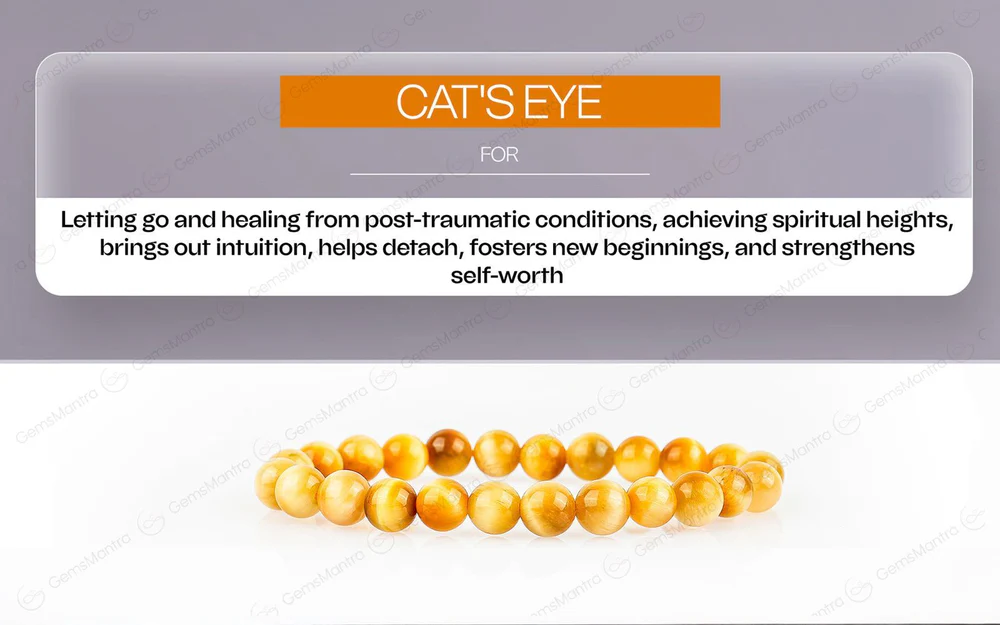 CAT'S EYE
FOR
Letting go and healing from post-traumatic conditions, achieving spiritual heights,
brings out intuition, helps detach, fosters new beginnings, and strengthens
self-worth
GemsMantra